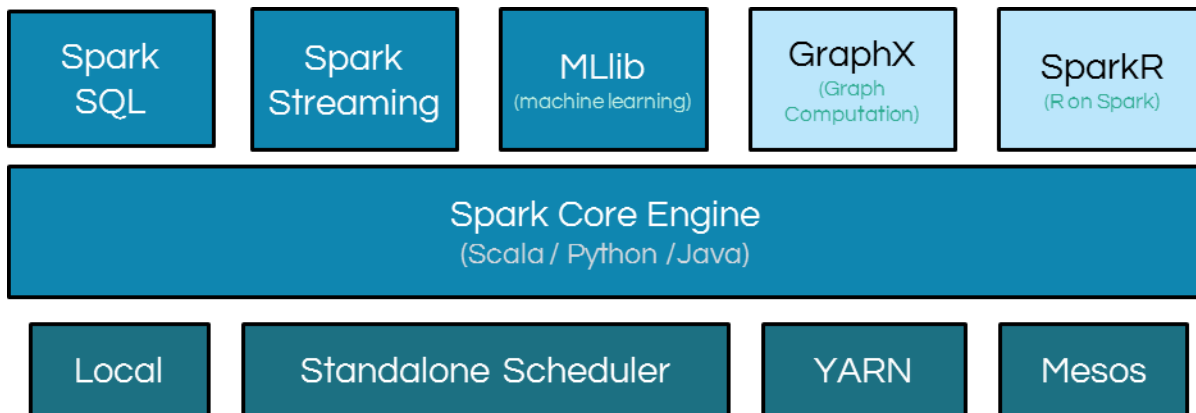 Spark
SQL
Spark
Streaming
MLlib
(machine learning)
GraphX
(Graph
Computation)
SparkR
(R on Spark)
Spark Core Engine
(Scala / Python /Java)
Local
Standalone Scheduler
YARN
Mesos